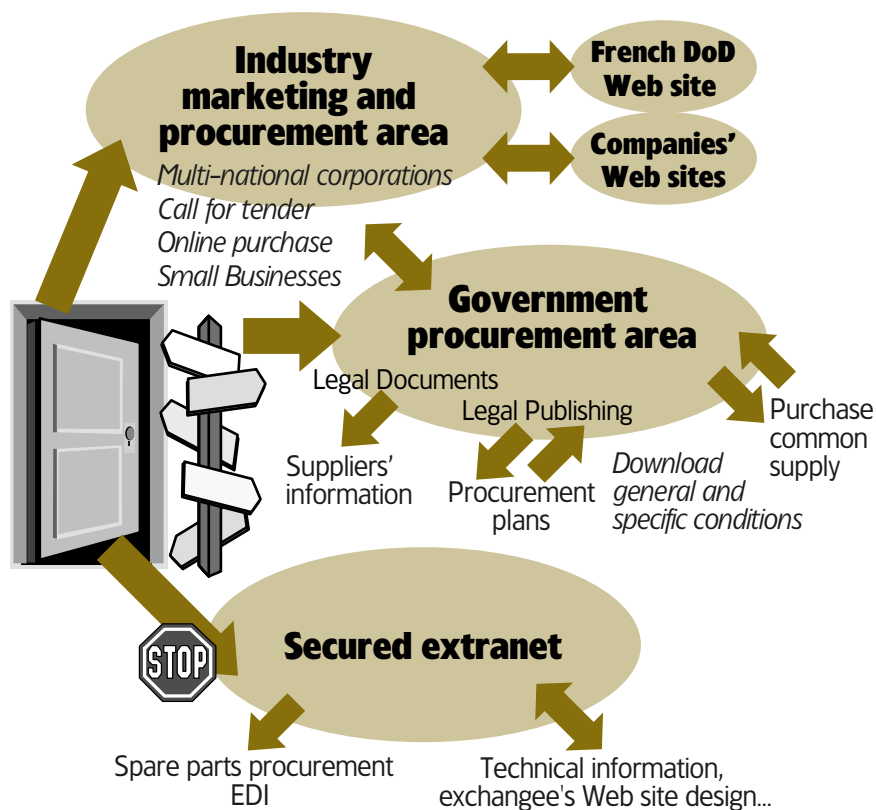 Industry
marketing and
procurement area
Multi-national corporations
Call for tender
Online purchase
Small Businesses
French DoD
Web site
Companies'
Web sites
Government
procurement area
Legal Documents
Legal Publishing
Suppliers'
information
Procurement
plans
Download
general and
specific conditions
Purchase
common
supply
STOP
Secured extranet
Spare parts procurement
EDI
Technical information,
exchangee's Web site design...